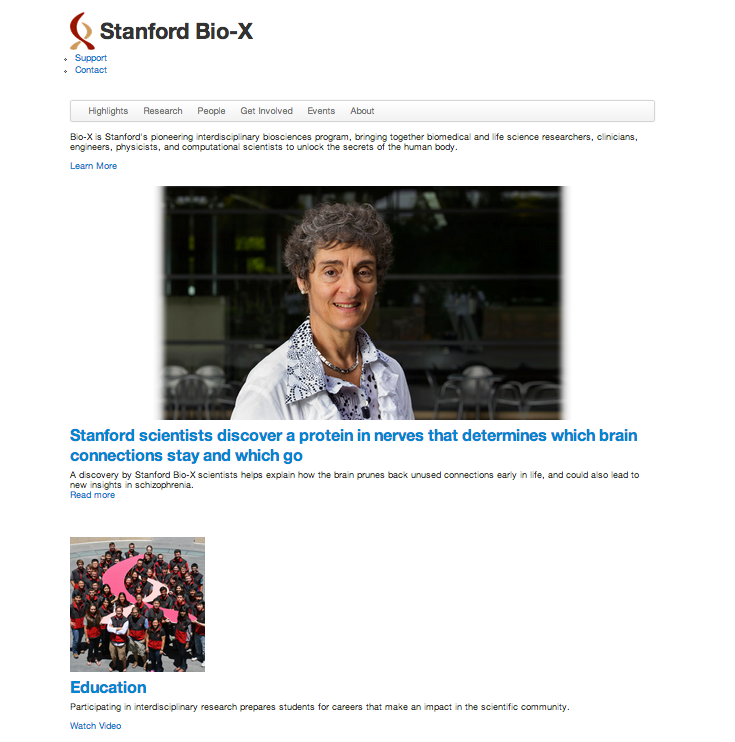 Stanford Bio-X
Support
Contact
Highlights Research People Get Involved Events About
Bio-X is Stanford's pioneering interdisciplinary biosciences program, bringing together biomedical and life science researchers, clinicians,
engineers, physicists, and computational scientists to unlock the secrets of the human body.
Learn More
Stanford scientists discover a protein in nerves that determines which brain
connections stay and which go
A discovery by Stanford Bio-X scientists helps explain how the brain prunes back unused connections early in life, and could also lead to
new insights in schizophrenia.
Read more
Education
Participating in interdisciplinary research prepares students for careers that make an impact in the scientific community.
Watch Video